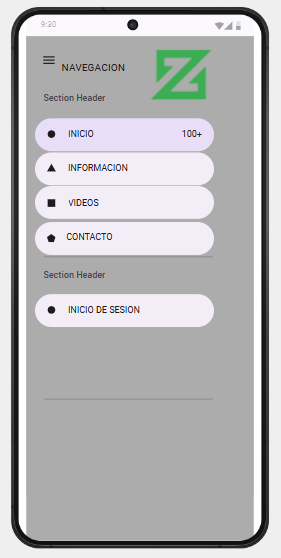 9:30
NAVEGACION
Section Header
INICIO 100+
INFORMACION
VIDEOS
CONTACTO
Section Header
INICIO DE SESION